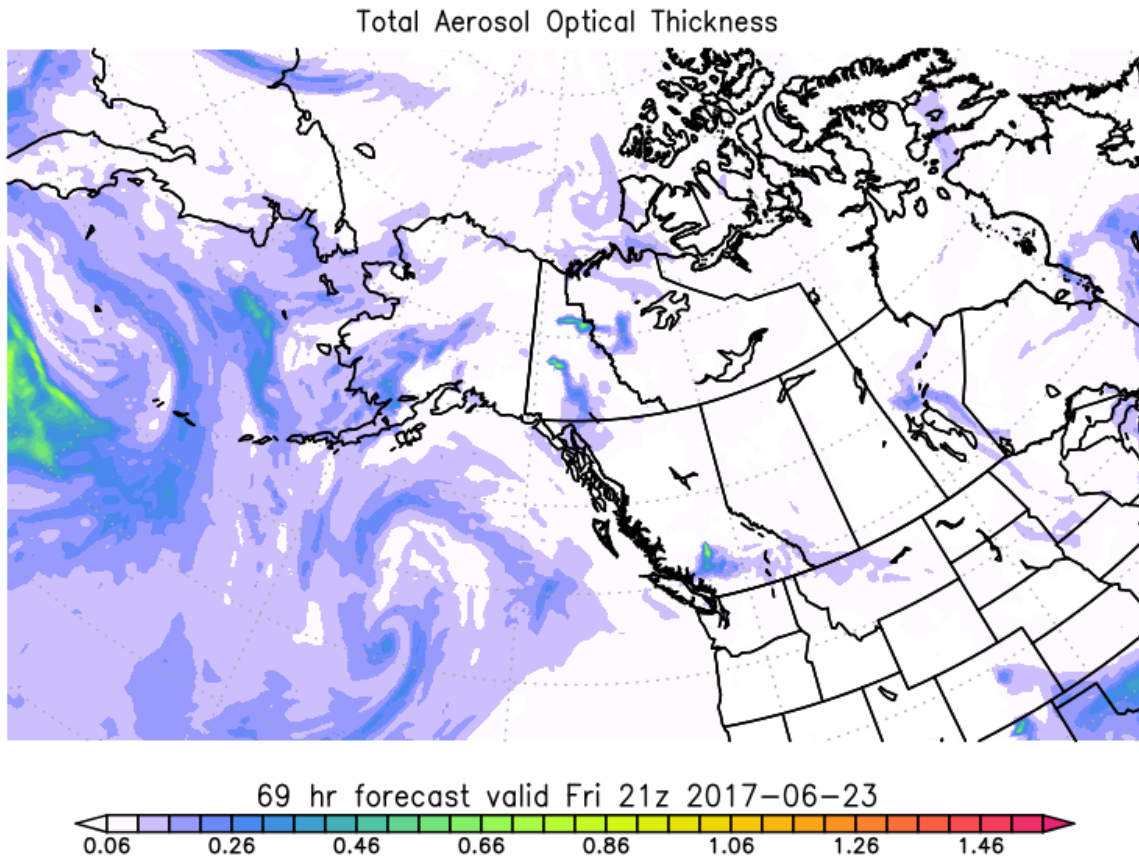 Total Aerosol Optical Thickness
69 hr forecast valid Fri 21z 2017-06-23
0.06 0.26 0.46 0.66 0.86 1.06 1.26 1.46